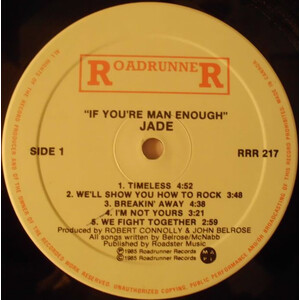 ROADRUNNER
"IF YOU'RE MAN ENOUGH"
JADE
SIDE 1
RRR 217
1. TIMELESS 4:52
2. WE'LL SHOW YOU HOW TO ROCK 3:48
3. BREAKIN' AWAY 4:38
4. I'M NOT YOURS 3:21
5. WE FIGHT TOGETHER 2:59
Produced by ROBERT CONNOLLY & JOHN BELROSE
All songs written by Belrose/McNabb
Published by Roadster Music
©1985 Roadrunner Records
℗1985 Roadrunner Records